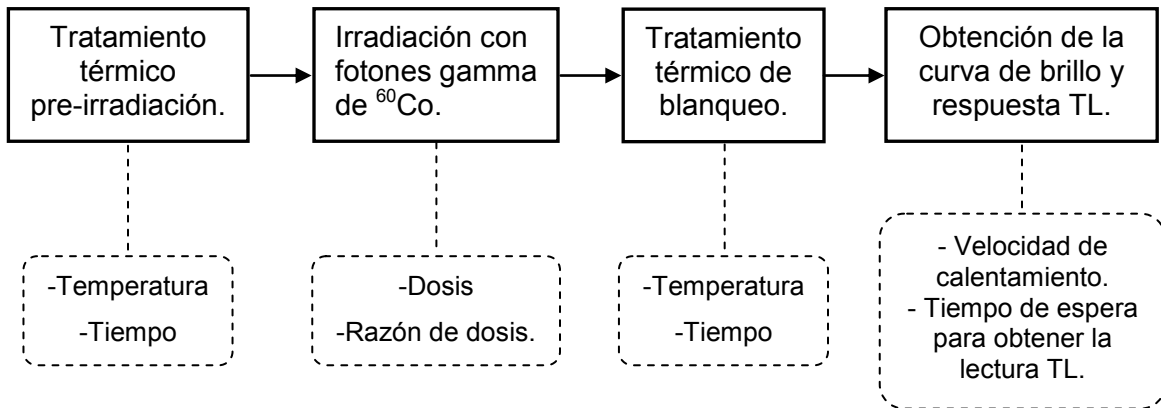 Tratamiento
térmico
pre-irradiación.
Irradiación con
fotones gamma
de ⁶⁰Co.
Tratamiento
térmico de
blanqueo.
Obtención de la
curva de brillo y
respuesta TL.
-Temperatura
-Tiempo
-Dosis
-Razón de dosis.
-Temperatura
-Tiempo
- Velocidad de
calentamiento.
- Tiempo de espera
para obtener la
lectura TL.